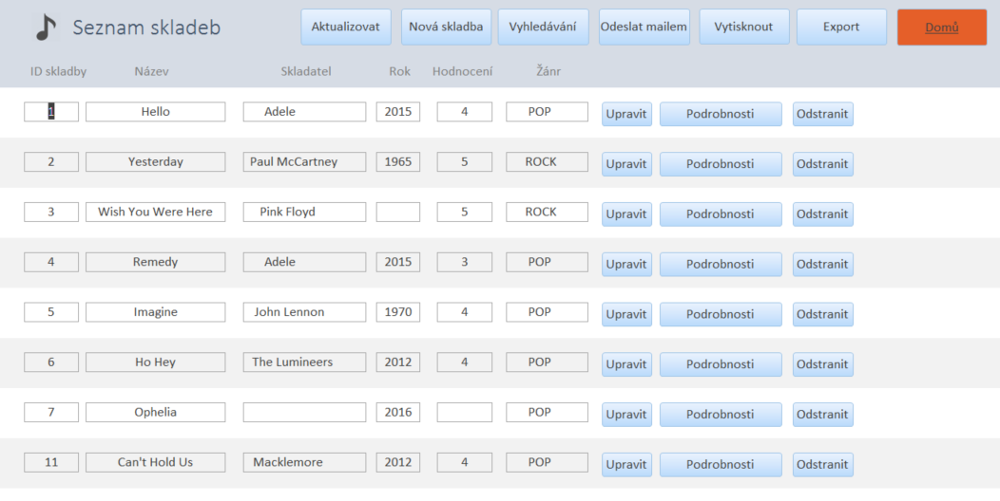 Seznam skladeb Aktualizovat Nová skladba Vyhledávání Odeslat mailem Vytisknout Export Domů
ID skladby Název Skladatel Rok Hodnocení Žánr
1 Hello Adele 2015 4 POP Upravit Podrobnosti Odstranit
2 Yesterday Paul McCartney 1965 5 ROCK Upravit Podrobnosti Odstranit
3 Wish You Were Here Pink Floyd 5 ROCK Upravit Podrobnosti Odstranit
4 Remedy Adele 2015 3 POP Upravit Podrobnosti Odstranit
5 Imagine John Lennon 1970 4 POP Upravit Podrobnosti Odstranit
6 Ho Hey The Lumineers 2012 4 POP Upravit Podrobnosti Odstranit
7 Ophelia 2016 POP Upravit Podrobnosti Odstranit
11 Can't Hold Us Macklemore 2012 4 POP Upravit Podrobnosti Odstranit